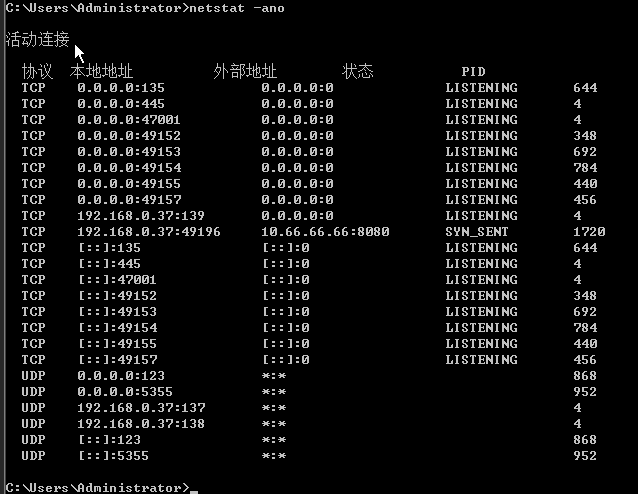 C:\Users\Administrator>netstat -ano
活动连接
协议 本地地址 外部地址 状态 PID
TCP 0.0.0.0:135 0.0.0.0:0 LISTENING 644
TCP 0.0.0.0:445 0.0.0.0:0 LISTENING 4
TCP 0.0.0.0:47001 0.0.0.0:0 LISTENING 4
TCP 0.0.0.0:49152 0.0.0.0:0 LISTENING 348
TCP 0.0.0.0:49153 0.0.0.0:0 LISTENING 692
TCP 0.0.0.0:49154 0.0.0.0:0 LISTENING 784
TCP 0.0.0.0:49155 0.0.0.0:0 LISTENING 440
TCP 0.0.0.0:49157 0.0.0.0:0 LISTENING 456
TCP 192.168.0.37:139 0.0.0.0:0 LISTENING 4
TCP 192.168.0.37:49196 10.66.66.66:8080 SYN_SENT 1720
TCP [::]:135 [::]:0 LISTENING 644
TCP [::]:445 [::]:0 LISTENING 4
TCP [::]:47001 [::]:0 LISTENING 4
TCP [::]:49152 [::]:0 LISTENING 348
TCP [::]:49153 [::]:0 LISTENING 692
TCP [::]:49154 [::]:0 LISTENING 784
TCP [::]:49155 [::]:0 LISTENING 440
TCP [::]:49157 [::]:0 LISTENING 456
UDP 0.0.0.0:123 *:* 868
UDP 0.0.0.0:5355 *:* 952
UDP 192.168.0.37:137 *:* 4
UDP 192.168.0.37:138 *:* 4
UDP [::]:123 *:* 868
UDP [::]:5355 *:* 952
C:\Users\Administrator>_